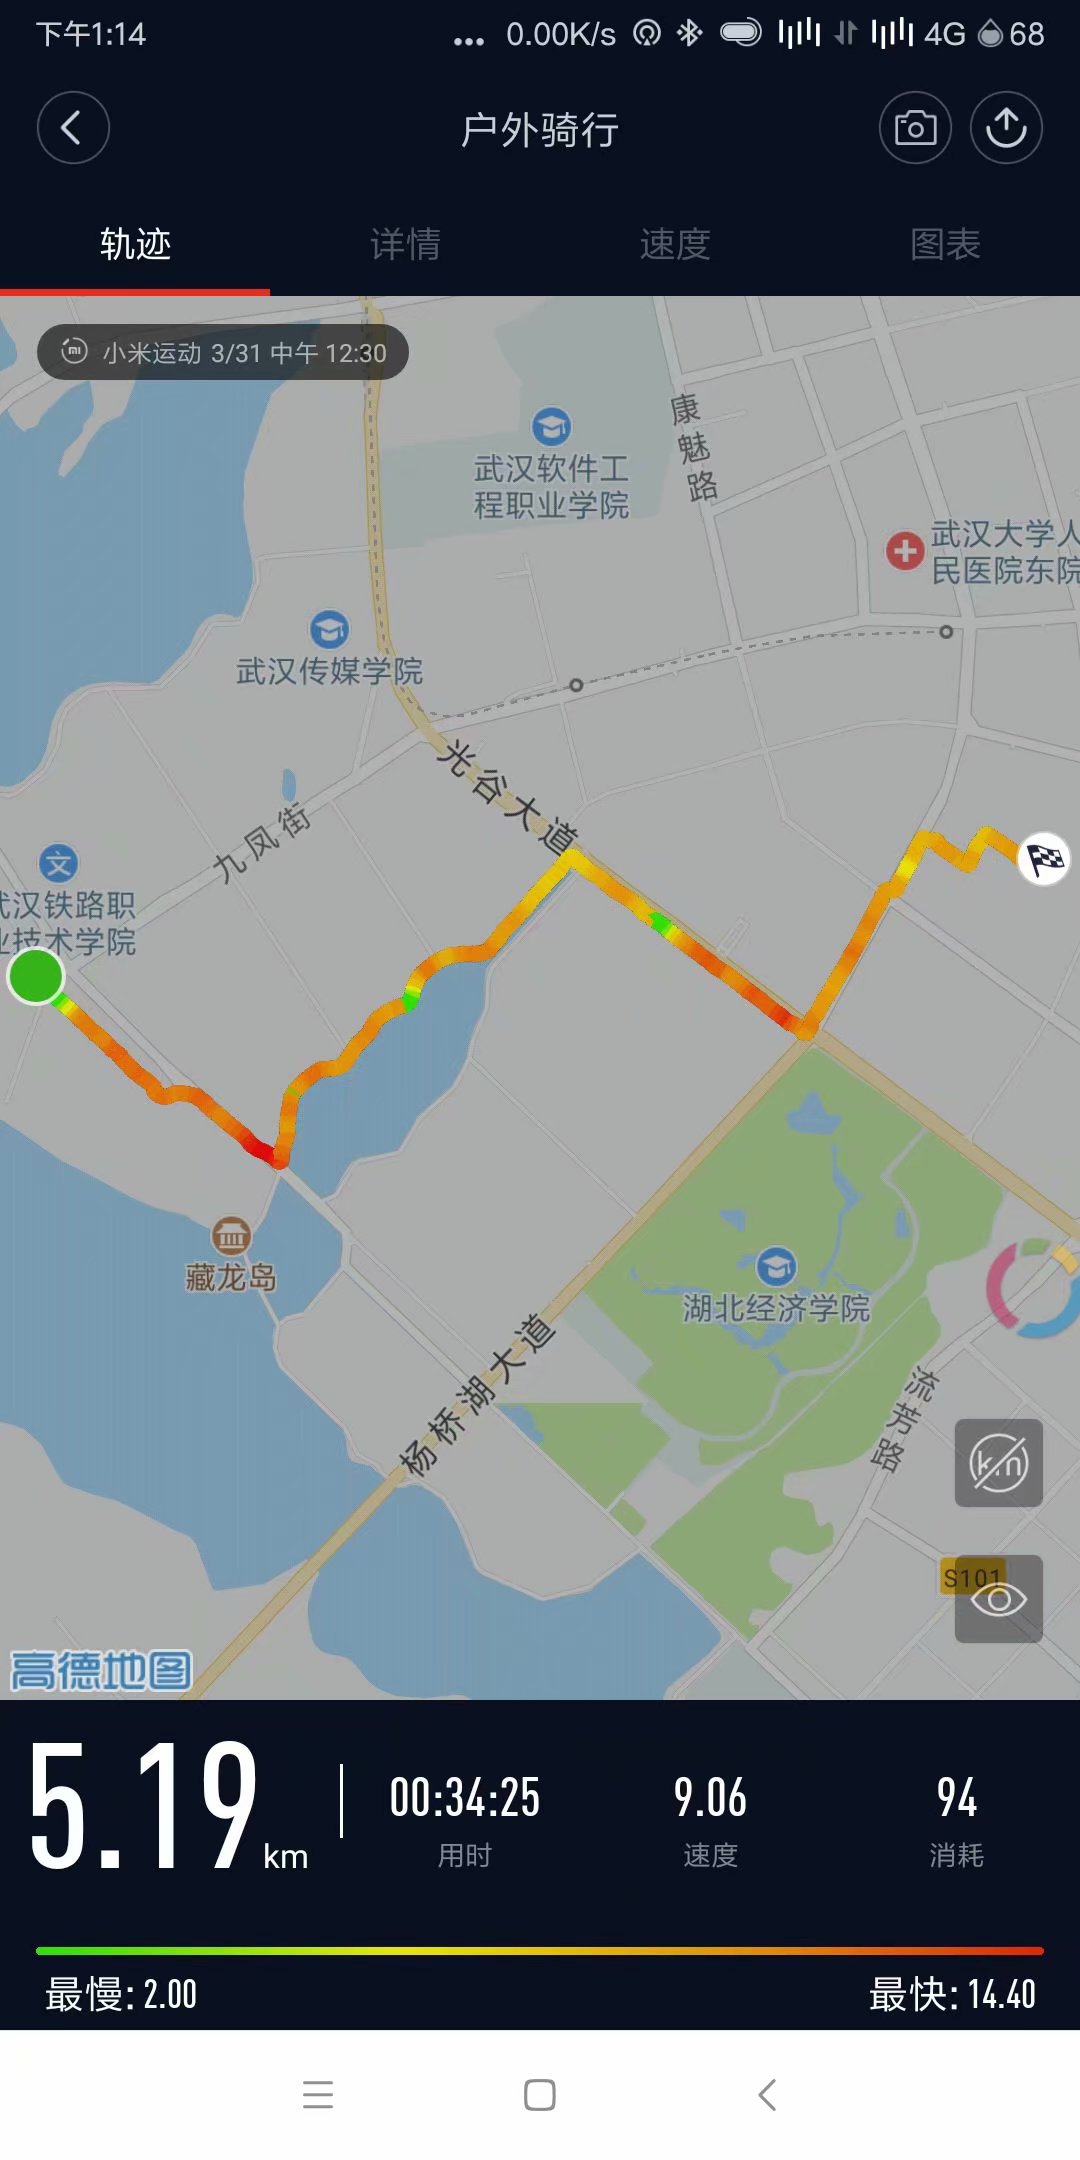 下午1:14
... 0.00K/s 4G 68
户外骑行
轨迹 详情 速度 图表
小米运动 3/31 中午 12:30
康魅路
武汉软件工
程职业学院
武汉大学人
民医院东院
武汉传媒学院
光谷大道
九凤街
文
武汉铁路职
业技术学院
藏龙岛
湖北经济学院
杨桥湖大道
流芳路
km
S101
高德地图
5.19km
00:34:25 9.06 94
用时 速度 消耗
最慢: 2.00 最快: 14.40